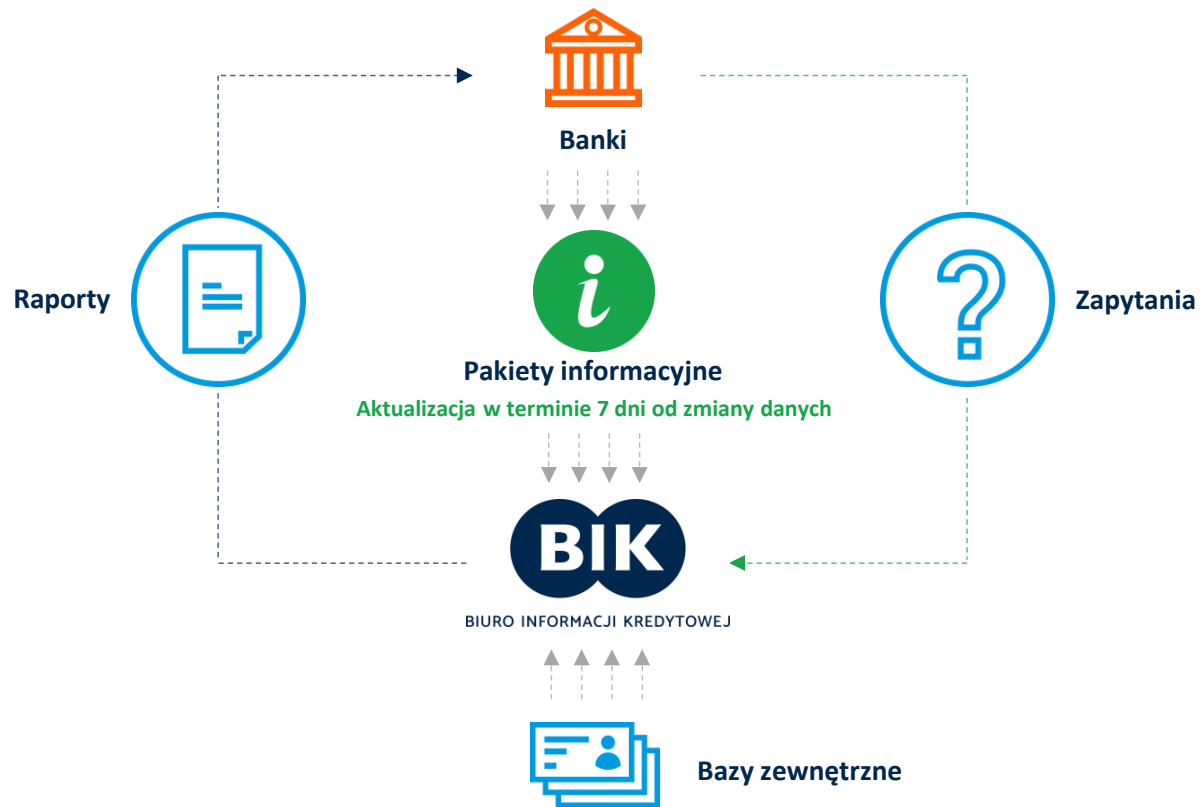 Banki
Raporty
Zapytania
Pakiety informacyjne
Aktualizacja w terminie 7 dni od zmiany danych
BIK
BIURO INFORMACJI KREDYTOWEJ
Bazy zewnętrzne